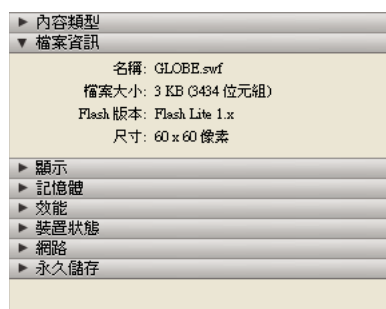 內容類型
檔案資訊
名稱: GLOBE.swf
檔案大小: 3 KB (3434 位元組)
Flash 版本: Flash Lite 1.x
尺寸: 60 x 60 像素
顯示
記憶體
效能
裝置狀態
網路
永久儲存